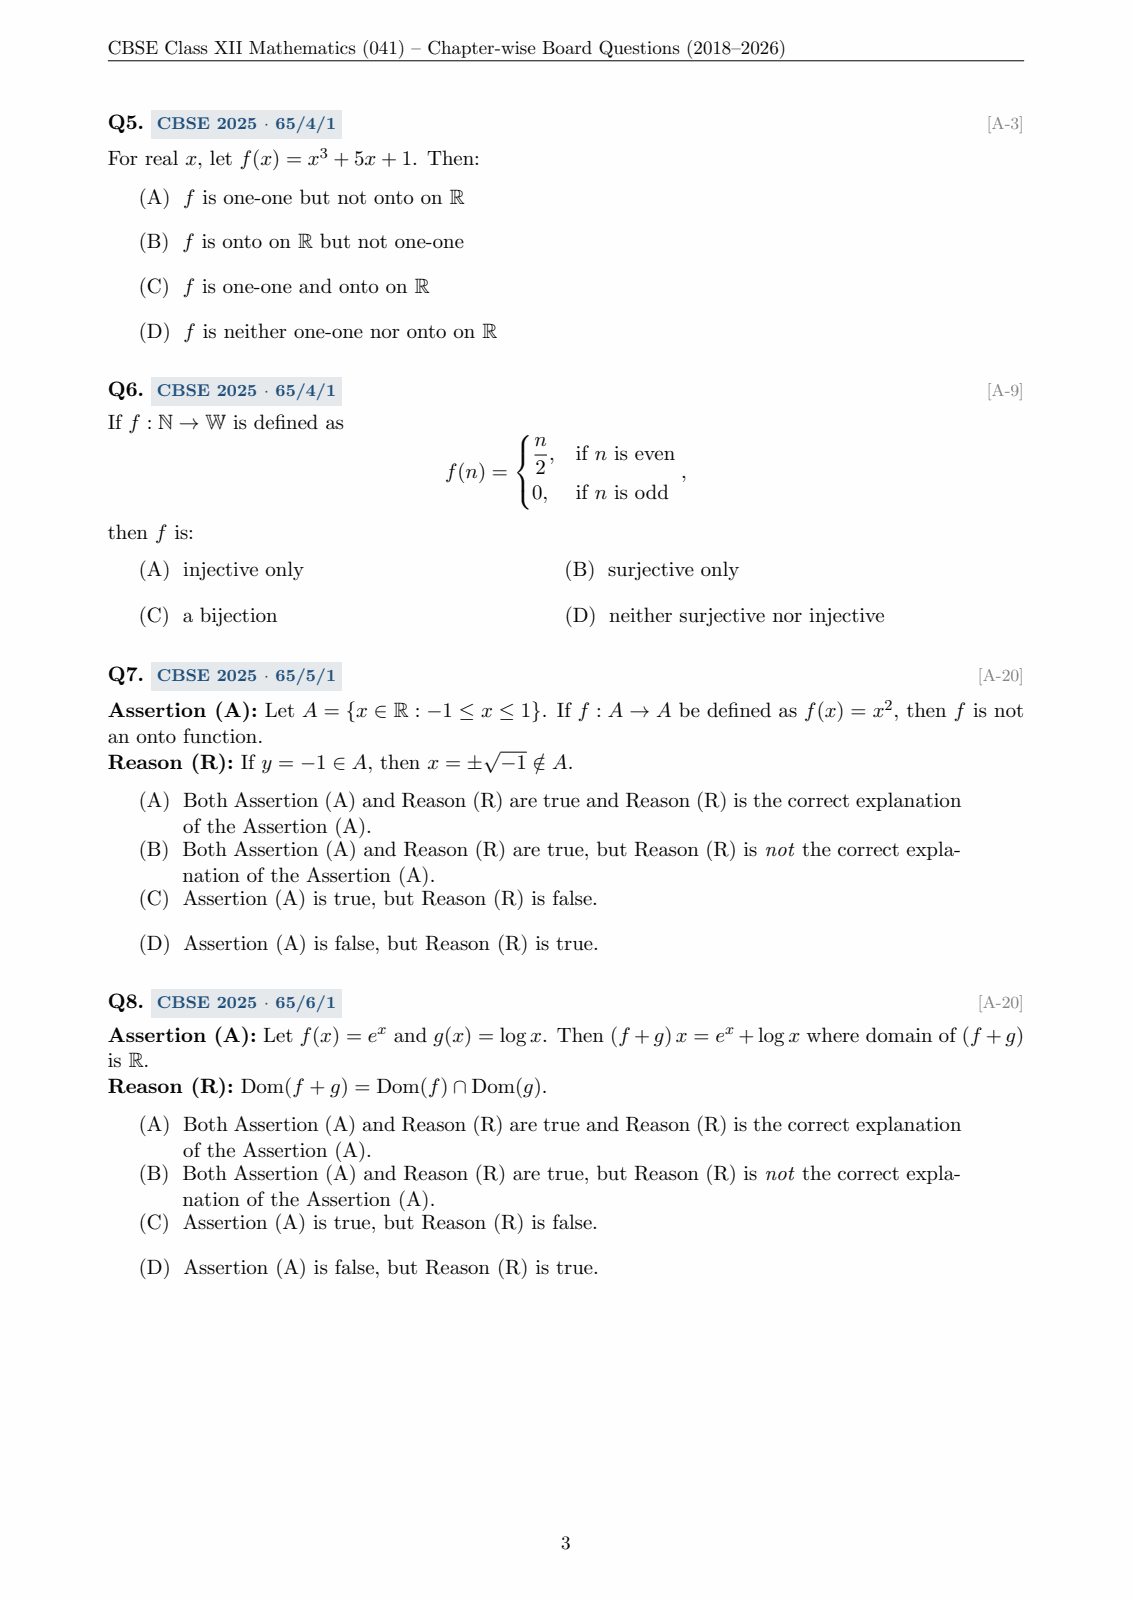 CBSE Class XII Mathematics (041) – Chapter-wise Board Questions (2018–2026)
Q5. CBSE 2025 · 65/4/1 [A-3]
For real x, let f(x) = x³ + 5x + 1. Then:
(A) f is one-one but not onto on ℝ
(B) f is onto on ℝ but not one-one
(C) f is one-one and onto on ℝ
(D) f is neither one-one nor onto on ℝ
Q6. CBSE 2025 · 65/4/1 [A-9]
If f : ℕ → 𝕎 is defined as
f(n) = { n/2, if n is even
0, if n is odd ,
then f is:
(A) injective only (B) surjective only
(C) a bijection (D) neither surjective nor injective
Q7. CBSE 2025 · 65/5/1 [A-20]
Assertion (A): Let A = {x ∈ ℝ : −1 ≤ x ≤ 1}. If f : A → A be defined as f(x) = x², then f is not
an onto function.
Reason (R): If y = −1 ∈ A, then x = ±√−1 ∉ A.
(A) Both Assertion (A) and Reason (R) are true and Reason (R) is the correct explanation
of the Assertion (A).
(B) Both Assertion (A) and Reason (R) are true, but Reason (R) is not the correct expla-
nation of the Assertion (A).
(C) Assertion (A) is true, but Reason (R) is false.
(D) Assertion (A) is false, but Reason (R) is true.
Q8. CBSE 2025 · 65/6/1 [A-20]
Assertion (A): Let f(x) = eˣ and g(x) = log x. Then (f + g) x = eˣ + log x where domain of (f + g)
is ℝ.
Reason (R): Dom(f + g) = Dom(f) ∩ Dom(g).
(A) Both Assertion (A) and Reason (R) are true and Reason (R) is the correct explanation
of the Assertion (A).
(B) Both Assertion (A) and Reason (R) are true, but Reason (R) is not the correct expla-
nation of the Assertion (A).
(C) Assertion (A) is true, but Reason (R) is false.
(D) Assertion (A) is false, but Reason (R) is true.
3